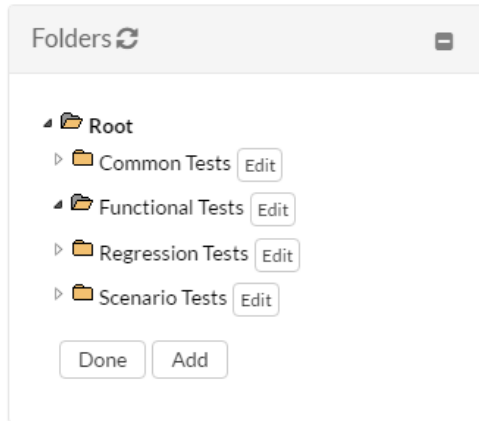 Folders
Root
Common Tests Edit
Functional Tests Edit
Regression Tests Edit
Scenario Tests Edit
Done Add